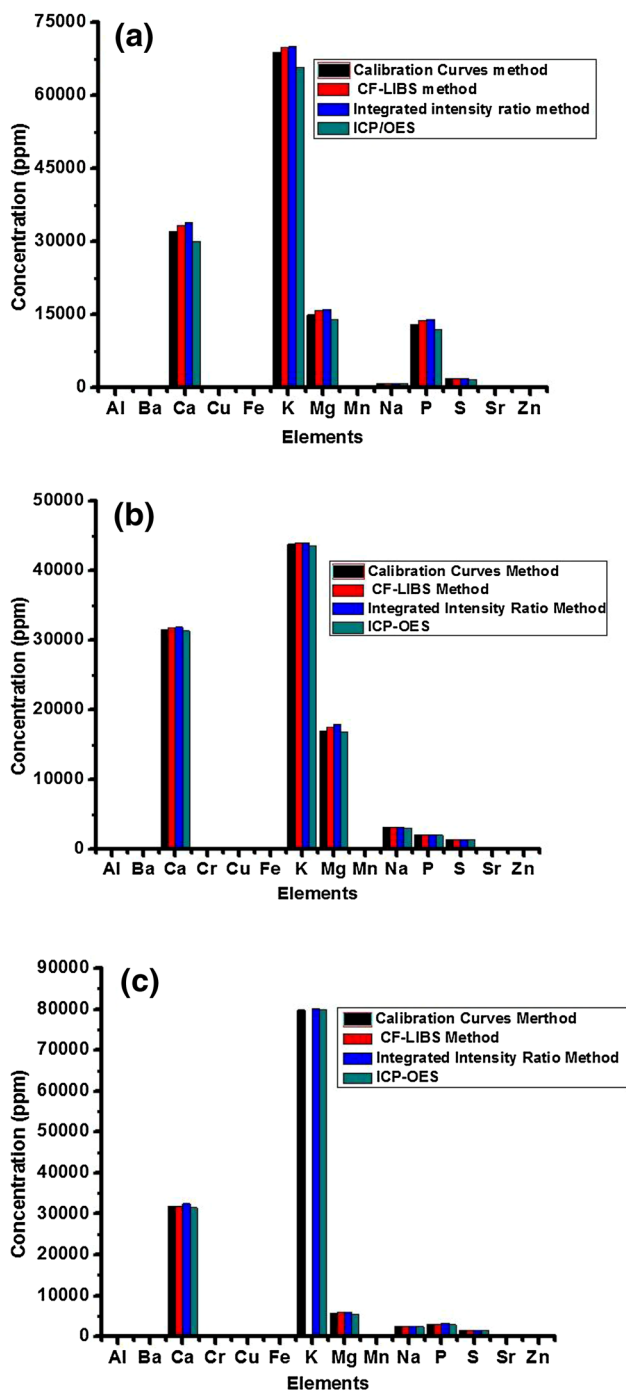 (a)
75000
60000
45000
30000
15000
0
Concentration (ppm)
Calibration Curves method
CF-LIBS method
Integrated intensity ratio method
ICP/OES
Al Ba Ca Cu Fe K Mg Mn Na P S Sr Zn
Elements
(b)
50000
40000
30000
20000
10000
0
Concentration (ppm)
Calibration Curves Method
CF-LIBS Method
Integrated Intensity Ratio Method
ICP-OES
Al Ba Ca Cr Cu Fe K Mg Mn Na P S Sr Zn
Elements
(c)
90000
80000
70000
60000
50000
40000
30000
20000
10000
0
Concentration (ppm)
Calibration Curves Merthod
CF-LIBS Method
Integrated Intensity Ratio Method
ICP-OES
Al Ba Ca Cr Cu Fe K Mg Mn Na P S Sr Zn
Elements